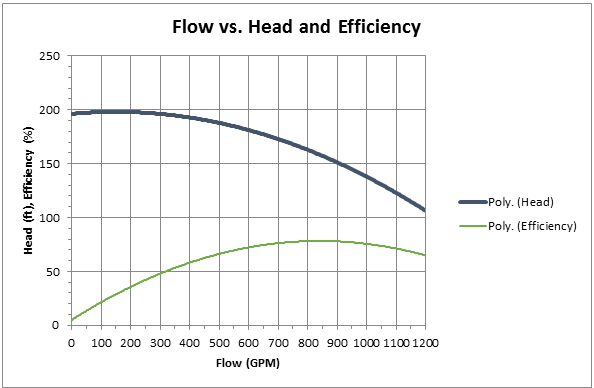 Flow vs. Head and Efficiency
250
200
150
100
50
0
Head (ft), Efficiency (%)
0 100 200 300 400 500 600 700 800 900 1000 1100 1200
Flow (GPM)
Poly. (Head)
Poly. (Efficiency)